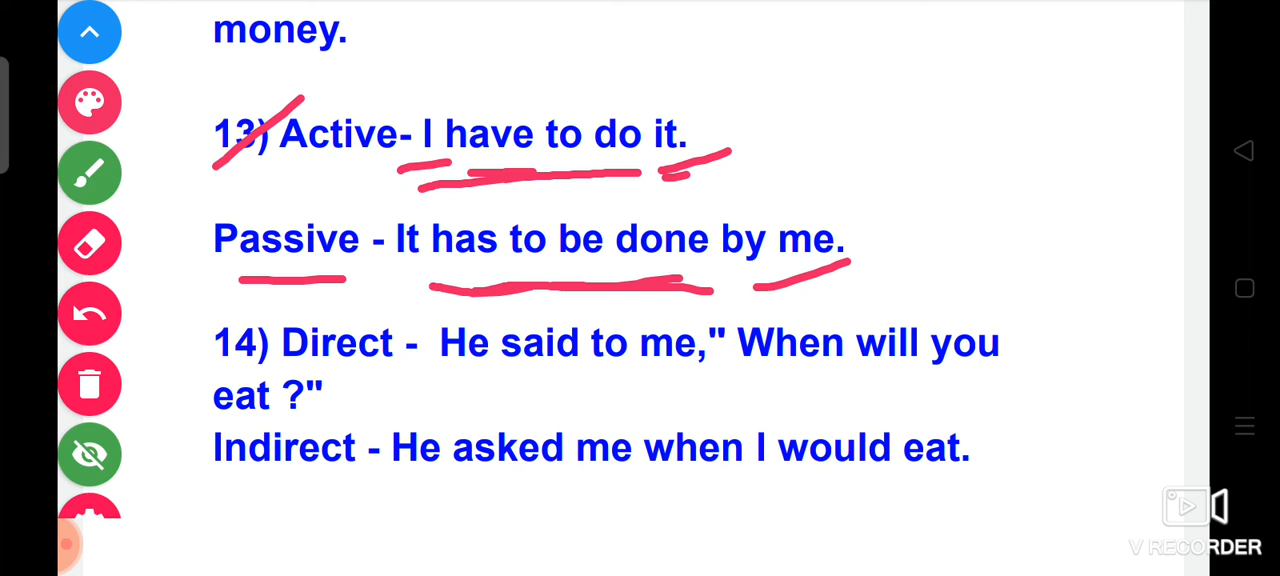 money.
13) Active- I have to do it.
Passive - It has to be done by me.
14) Direct -  He said to me," When will you
eat ?"
Indirect - He asked me when I would eat.
V RECORDER